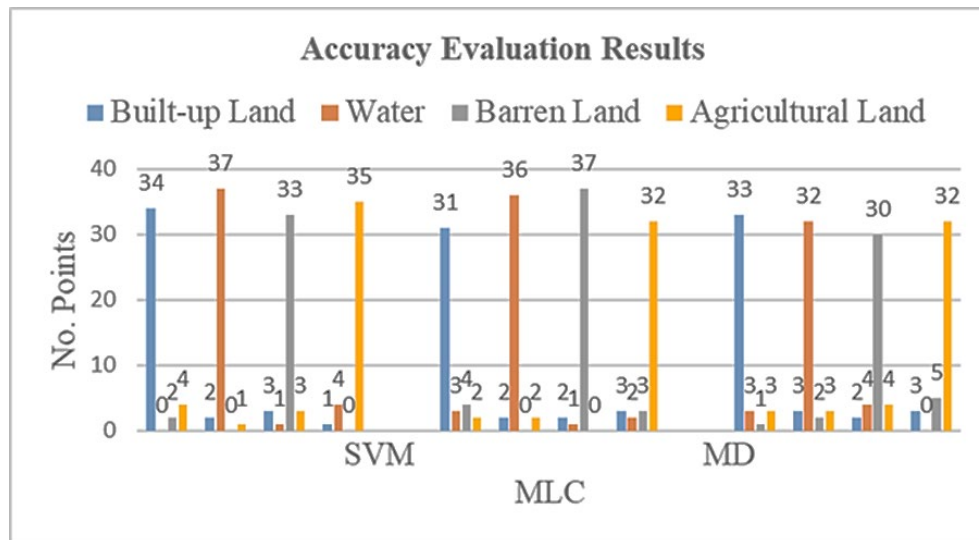 Accuracy Evaluation Results
Built-up Land Water Barren Land Agricultural Land
No. Points
40
30
20
10
0
34 0 2 4 2 37 0 1 3 1 33 3 1 4 0 35
31 3 4 2 2 36 0 2 2 1 37 0 3 2 3 32
33 3 1 3 3 32 2 3 2 4 30 4 3 0 5 32
SVM MD
MLC